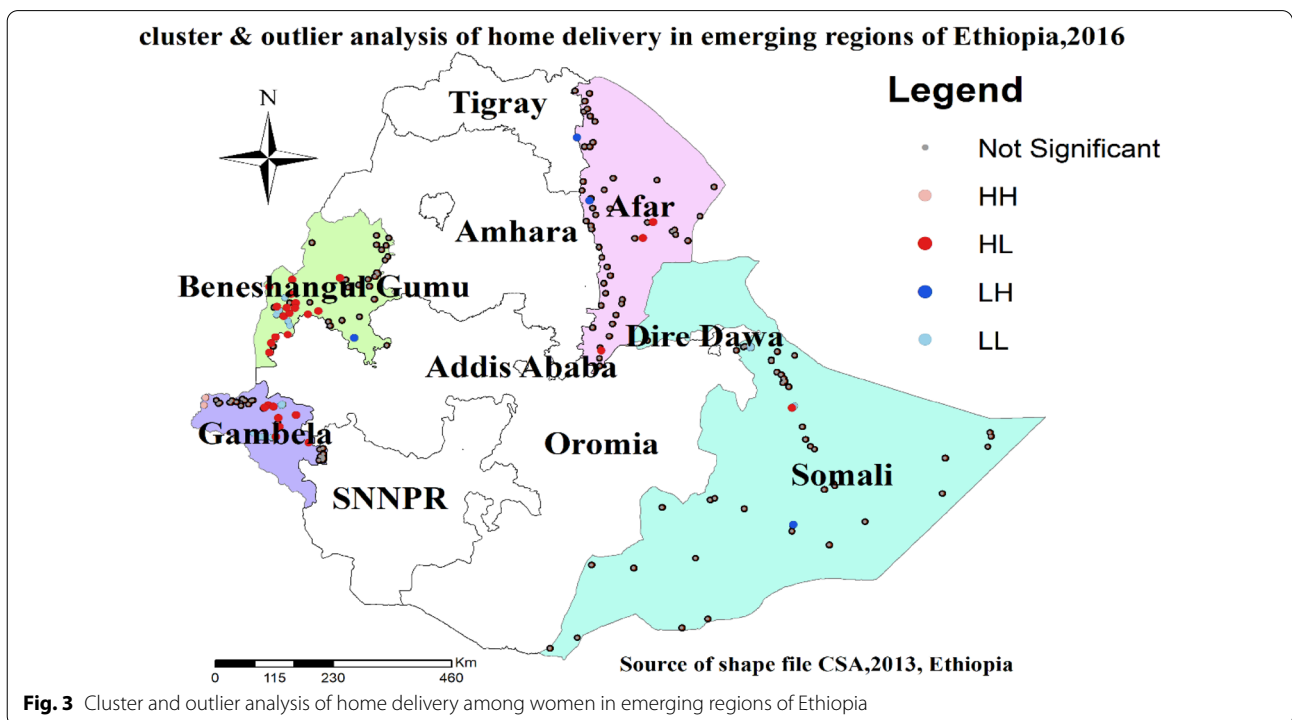 cluster & outlier analysis of home delivery in emerging regions of Ethiopia,2016
N
Legend
Not Significant
HH
HL
LH
LL
Tigray
Afar
Amhara
Beneshangul Gumu
Dire Dawa
Addis Ababa
Gambela
Oromia
Somali
SNNPR
Km
0 115 230 460
Source of shape file CSA,2013, Ethiopia
Fig. 3 Cluster and outlier analysis of home delivery among women in emerging regions of Ethiopia